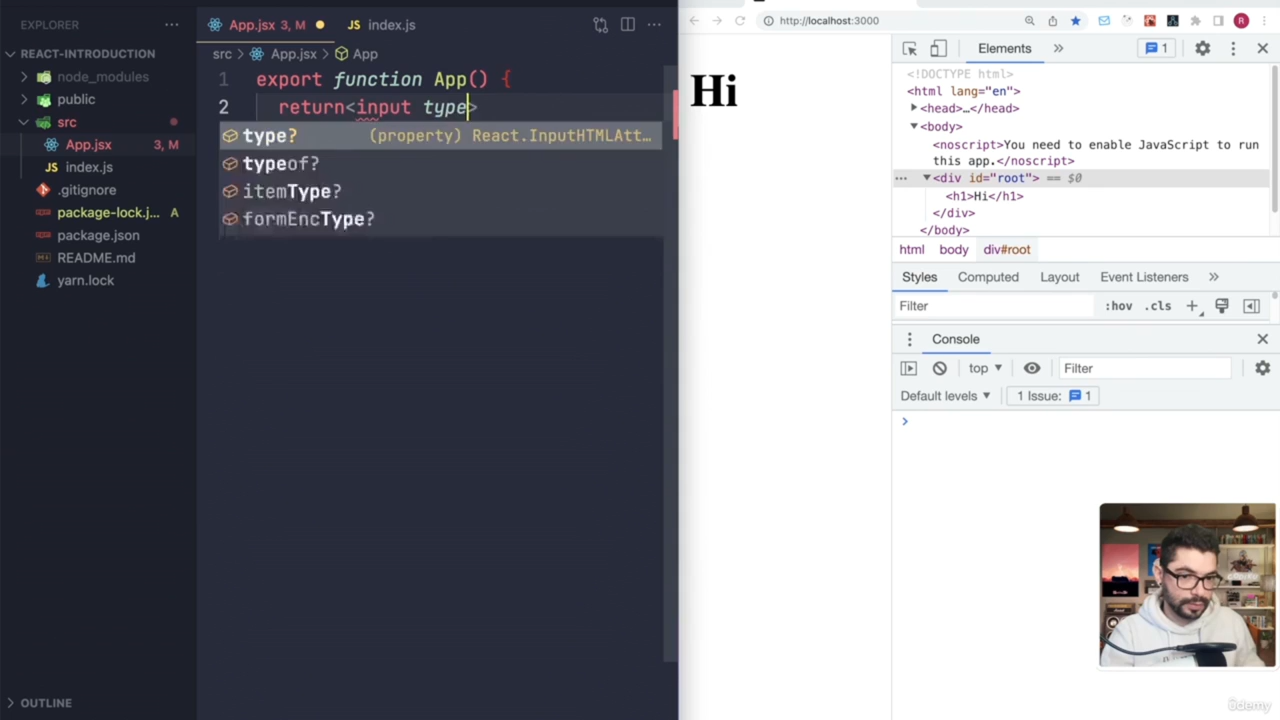 EXPLORER ···
REACT-INTRODUCTION
node_modules
public
src
App.jsx 3, M
JS index.js
.gitignore
package-lock.j... A
package.json
README.md
yarn.lock
OUTLINE
App.jsx 3, M
JS index.js
···
src > App.jsx > App
1 export function App() {
2 return<input type>
type? (property) React.InputHTMLAtt…
typeof?
itemType?
formEncType?
http://localhost:3000
R
Hi
Elements » 1
<!DOCTYPE html>
<html lang="en">
<head>…</head>
<body>
<noscript>You need to enable JavaScript to run
this app.</noscript>
··· <div id="root"> == $0
<h1>Hi</h1>
</div>
</body>
html body div#root
Styles Computed Layout Event Listeners »
Filter :hov .cls +
Console
top ▼ Filter
Default levels ▼ 1 Issue: 1
>
ûdemy